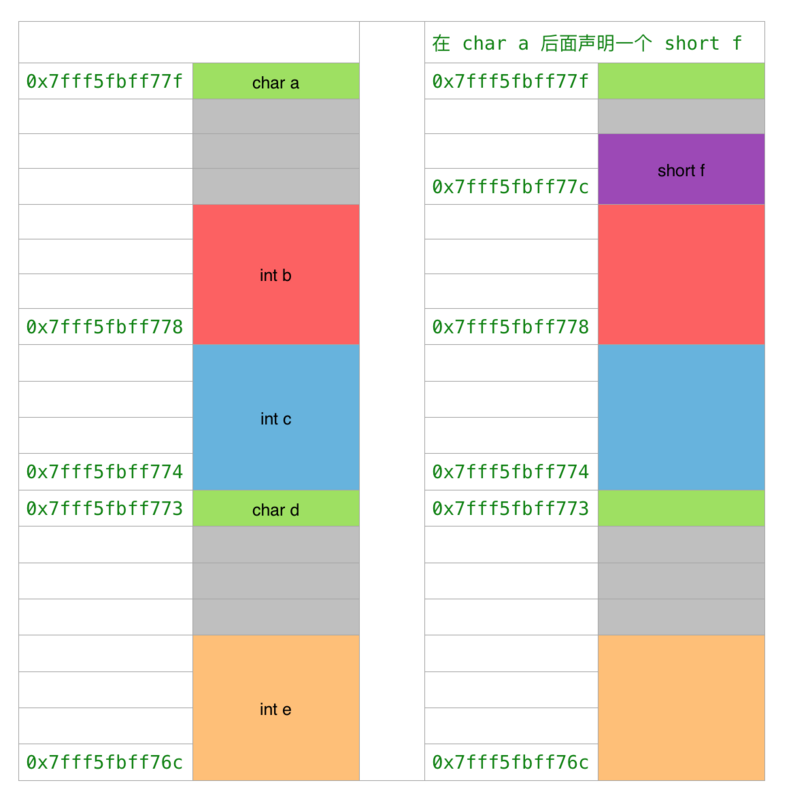 在 char a 后面声明一个 short f
0x7fff5fbff77f char a 0x7fff5fbff77f
short f
0x7fff5fbff77c
int b
0x7fff5fbff778 0x7fff5fbff778
int c
0x7fff5fbff774 0x7fff5fbff774
0x7fff5fbff773 char d 0x7fff5fbff773
int e
0x7fff5fbff76c 0x7fff5fbff76c